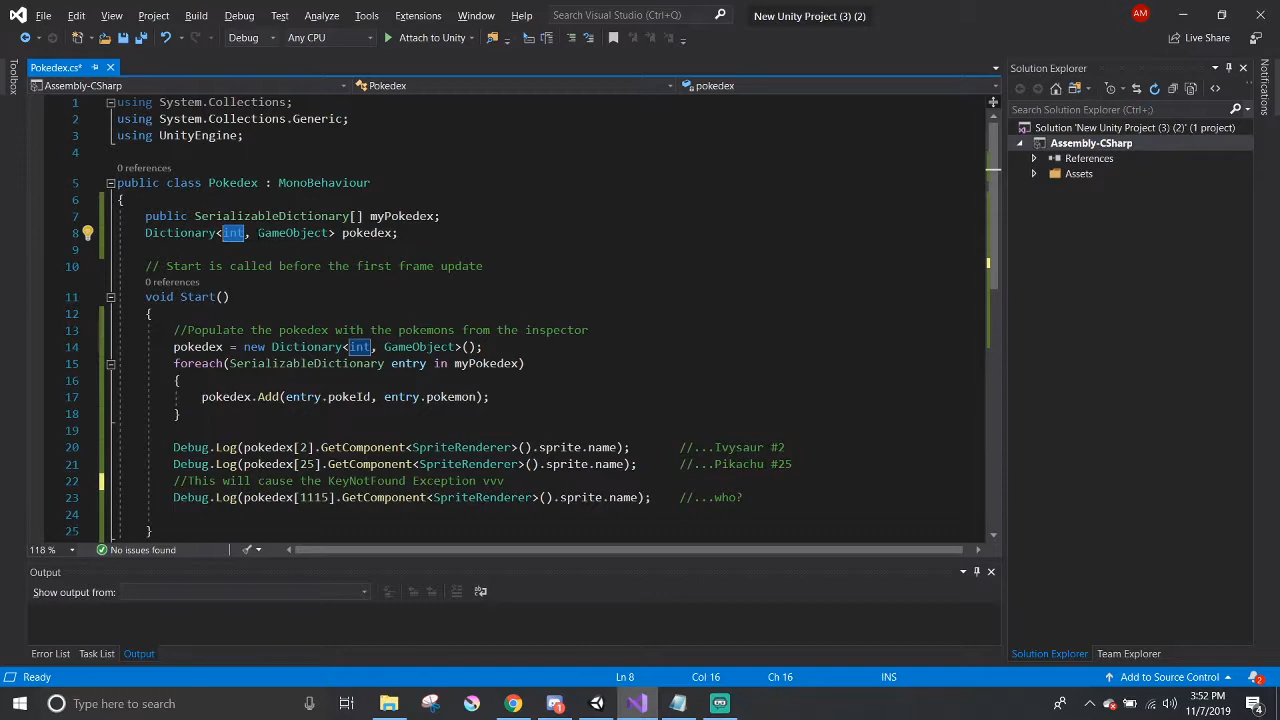 File Edit View Project Build Debug Test Analyze Tools Extensions Window Help Search Visual Studio (Ctrl+Q) New Unity Project (3) (2) AM
Debug Any CPU Attach to Unity Live Share
Toolbox
Pokedex.cs*
Assembly-CSharp Pokedex pokedex
1 using System.Collections;
2 using System.Collections.Generic;
3 using UnityEngine;
4
0 references
5 public class Pokedex : MonoBehaviour
6 {
7 public SerializableDictionary[] myPokedex;
8 Dictionary<int, GameObject> pokedex;
9
10 // Start is called before the first frame update
0 references
11 void Start()
12 {
13 //Populate the pokedex with the pokemons from the inspector
14 pokedex = new Dictionary<int, GameObject>();
15 foreach(SerializableDictionary entry in myPokedex)
16 {
17 pokedex.Add(entry.pokeId, entry.pokemon);
18 }
19
20 Debug.Log(pokedex[2].GetComponent<SpriteRenderer>().sprite.name); //...Ivysaur #2
21 Debug.Log(pokedex[25].GetComponent<SpriteRenderer>().sprite.name); //...Pikachu #25
22 //This will cause the KeyNotFound Exception vvv
23 Debug.Log(pokedex[1115].GetComponent<SpriteRenderer>().sprite.name); //...who?
24
25 }
118 % No issues found
Output
Show output from:
Error List Task List Output
Solution Explorer
Search Solution Explorer (Ctrl+;)
Solution 'New Unity Project (3) (2)' (1 project)
Assembly-CSharp
References
Assets
Solution Explorer Team Explorer
Notifications
Ready Ln 8 Col 16 Ch 16 INS Add to Source Control 2
Type here to search 3:52 PM
11/7/2019 4